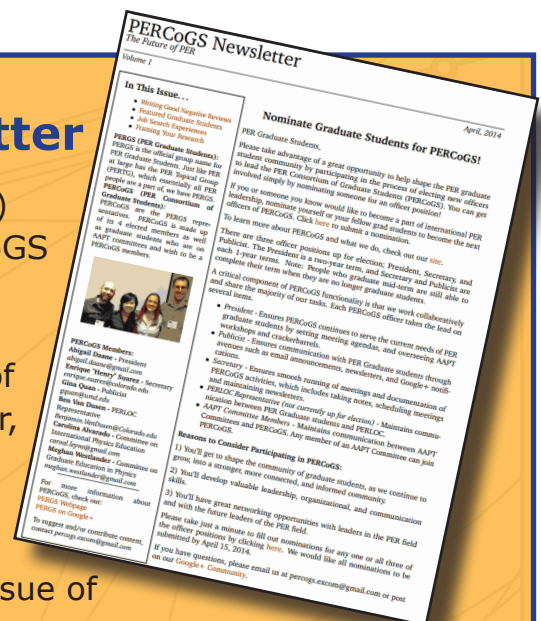 tter
)
GS
of
r,
sue of
PERCoGS Newsletter
The Future of PER
Volume 1
April, 2014
In This Issue. . .
• Writing Good Negative Reviews
• Featured Graduate Students
• Job Search Experiences
• Framing Your Research
PERGS (PER Graduate Students):
PERGS is the official group name for
PER Graduate Students. Just like PER
at large has the PER Topical Group
(PERTG), which essentially all PER
people are a part of, we have PERGS.
PERCoGS (PER Consortium of
Graduate Students):
PERCoGS are the PERGS repre-
sentatives. PERCoGS is made up
of its 4 elected members as well
as graduate students who are on
AAPT committees and wish to be a
PERCoGS members.
PERCoGS Members:
Abigail Daane - President
abigail.daane@gmail.com
Enrique "Henry" Suarez - Secretary
enrique.suarez@colorado.edu
Gina Quan - Publicist
gquan@umd.edu
Ben Van Dusen - PERLOC
Representative
Benjamin.VanDusen@Colorado.edu
Carolina Alvarado - Committee on
International Physics Education
carolal.leyva@gmail.com
Meghan Westlander - Committee on
Graduate Education in Physics
meghan.westlander@gmail.com
For more information about
PERCoGS, check out:
PERGS Webpage
PERGS on Google+
To suggest and/or contribute content,
contact percogs.excom@gmail.com
Nominate Graduate Students for PERCoGS!
PER Graduate Students,
Please take advantage of a great opportunity to help shape the PER graduate
student community by participating in the process of electing new officers
to lead the PER Consortium of Graduate Students (PERCoGS). You can get
involved simply by nominating someone for an officer position!
If you or someone you know would like to become a part of international PER
leadership, nominate yourself or your fellow grad students to become the next
officers of PERCoGS. Click here to submit a nomination.
To learn more about PERCoGS and what we do, check out our site.
There are three officer positions up for election; President, Secretary, and
Publicist. The President is a two-year term, and Secretary and Publicist are
each 1-year terms. Note: People who graduate mid-term are still able to
complete their term when they are no longer graduate students.
A critical component of PERCoGS functionality is that we work collaboratively
and share the majority of our tasks. Each PERCoGS officer takes the lead on
several items.
• President - Ensures PERCoGS continues to serve the current needs of PER
graduate students by setting meeting agendas, and overseeing AAPT
workshops and crackerbarrels.
• Publicist - Ensures communication with PER Graduate students through
avenues such as email announcements, newsletters, and Google+ notifi-
cations.
• Secretary - Ensures smooth running of meetings and documentation of
PERCoGS activities, which includes taking notes, scheduling meetings
and maintaining newsletters.
• PERLOC Representative (not currently up for election) - Maintains commu-
nication between PER Graduate students and PERLOC.
• AAPT Committee Members - Maintains communication between AAPT
Committees and PERCoGS. Any member of an AAPT Committee can join
PERCoGS.
Reasons to Consider Participating in PERCoGS:
1) You'll get to shape the community of graduate students, as we continue to
grow, into a stronger, more connected, and informed community.
2) You'll develop valuable leadership, organizational, and communication
skills.
3) You'll have great networking opportunities with leaders in the PER field
and with the future leaders of the PER field.
Please take just a minute to fill out nominations for any one or all three of
the officer positions by clicking here. We would like all nominations to be
submitted by April 15, 2014.
If you have questions, please email us at percogs.excom@gmail.com or post
on our Google+ Community.